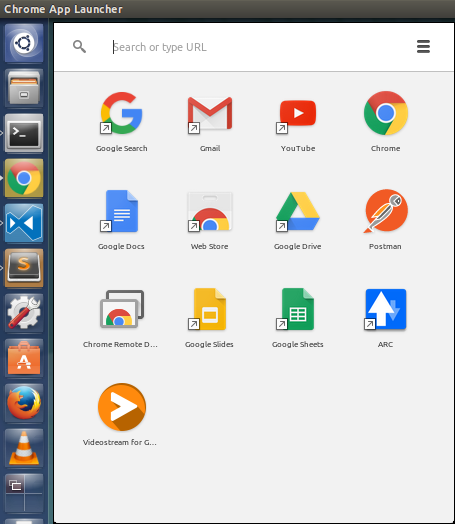 Chrome App Launcher
Search or type URL
Google Search
Gmail
YouTube
Chrome
Google Docs
Web Store
Google Drive
Postman
Chrome Remote D...
Google Slides
Google Sheets
ARC
Videostream for G...